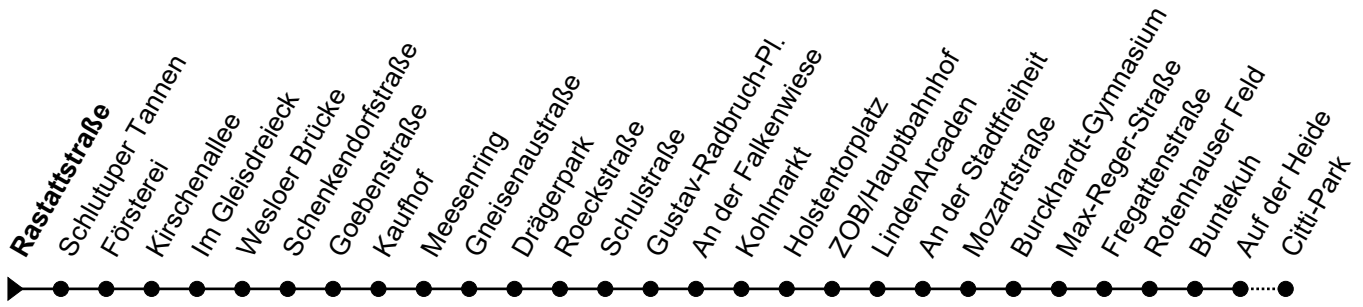 Rastattstraße
Schlutuper Tannen
Försterei
Kirschenallee
Im Gleisdreieck
Wesloer Brücke
Schenkendorfstraße
Goebenstraße
Kaufhof
Meesenring
Gneisenaustraße
Drägerpark
Roeckstraße
Schulstraße
Gustav-Radbruch-Pl.
An der Falkenwiese
Kohlmarkt
Holstentorplatz
ZOB/Hauptbahnhof
LindenArcaden
An der Stadtfreiheit
Mozartstraße
Burckhardt-Gymnasium
Max-Reger-Straße
Fregattenstraße
Rotenhauser Feld
Buntekuh
Auf der Heide
Citti-Park